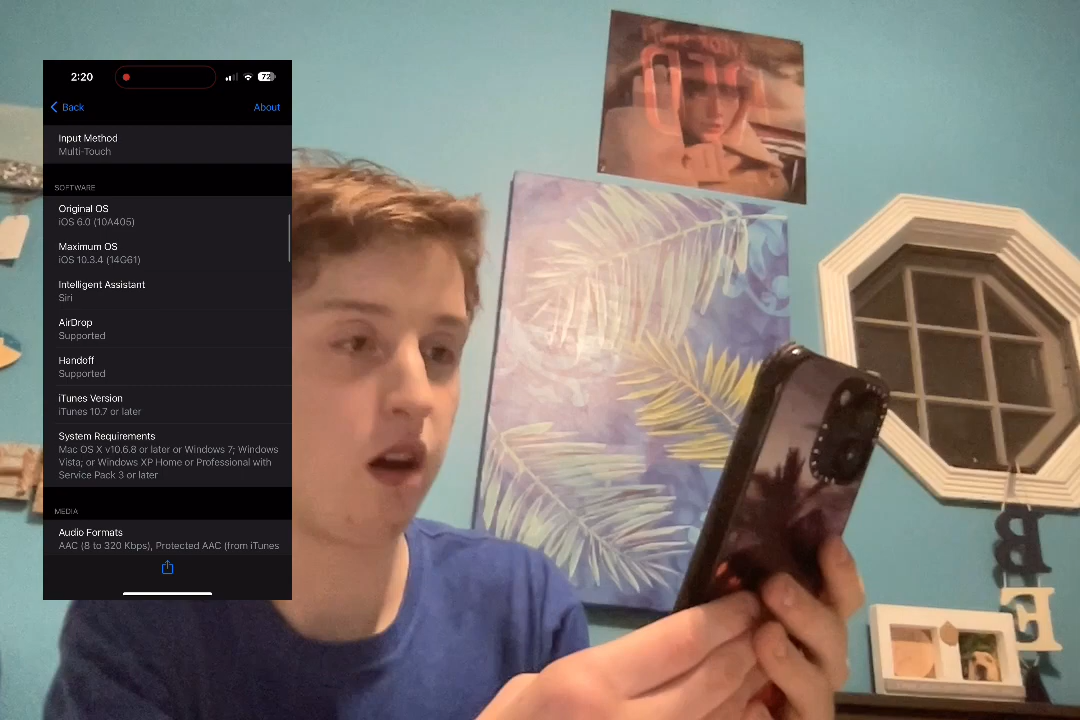 2:20
72
Back
About
Input Method
Multi-Touch
SOFTWARE
Original OS
iOS 6.0 (10A405)
Maximum OS
iOS 10.3.4 (14G61)
Intelligent Assistant
Siri
AirDrop
Supported
Handoff
Supported
iTunes Version
iTunes 10.7 or later
System Requirements
Mac OS X v10.6.8 or later or Windows 7; Windows
Vista; or Windows XP Home or Professional with
Service Pack 3 or later
MEDIA
Audio Formats
AAC (8 to 320 Kbps), Protected AAC (from iTunes
RED
B
E